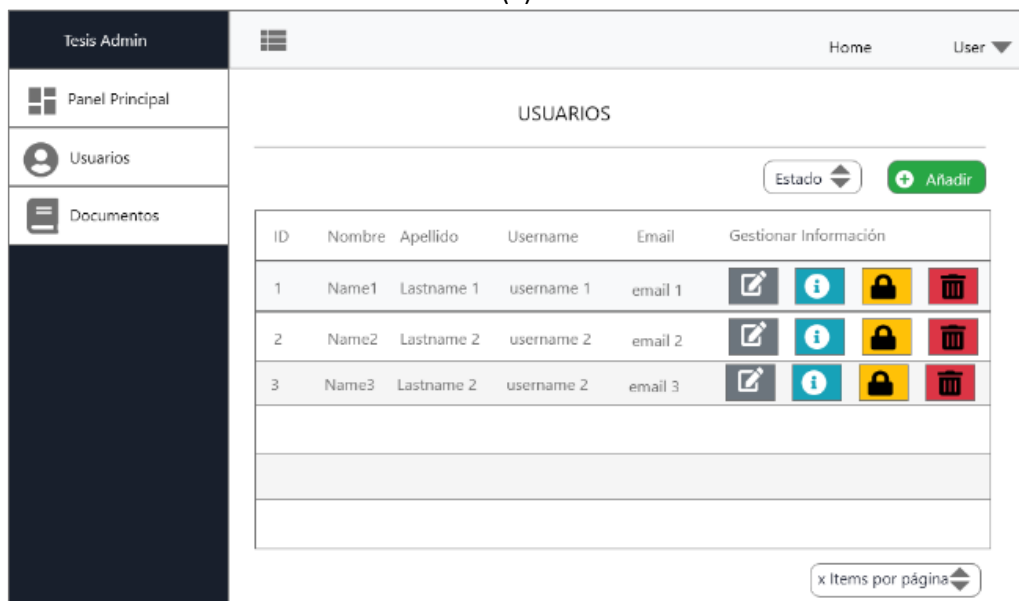 Tesis Admin
Home User
Panel Principal
Usuarios
Documentos
USUARIOS
Estado Añadir
ID Nombre Apellido Username Email Gestionar Información
1 Name1 Lastname 1 username 1 email 1
2 Name2 Lastname 2 username 2 email 2
3 Name3 Lastname 2 username 2 email 3
x Items por página